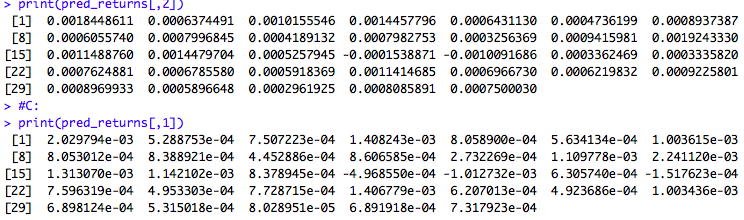 > print(pred_returns[,2])
[1] 0.0018448611 0.0006374491 0.0010155546 0.0014457796 0.0006431130 0.0004736199 0.0008937387
[8] 0.0006055740 0.0007996845 0.0004189132 0.0007982753 0.0003256369 0.0009415981 0.0019243330
[15] 0.0011488760 0.0014479704 0.0005257945 -0.0001538871 -0.0010091686 0.0003362469 0.0003335820
[22] 0.0007624881 0.0006785580 0.0005918369 0.0011414685 0.0006966730 0.0006219832 0.0009225801
[29] 0.0008969933 0.0005896648 0.0002961925 0.0008085891 0.0007500030
> #C:
> print(pred_returns[,1])
[1] 2.029794e-03 5.288753e-04 7.507223e-04 1.408243e-03 8.058900e-04 5.634134e-04 1.003615e-03
[8] 8.053012e-04 8.388921e-04 4.452886e-04 8.606585e-04 2.732269e-04 1.109778e-03 2.241120e-03
[15] 1.313070e-03 1.142102e-03 8.378945e-04 -4.968550e-04 -1.012732e-03 6.305740e-04 -1.517623e-04
[22] 7.596319e-04 4.953303e-04 7.728715e-04 1.406779e-03 6.207013e-04 4.923686e-04 1.003436e-03
[29] 6.898124e-04 5.315018e-04 8.028951e-05 6.891918e-04 7.317923e-04